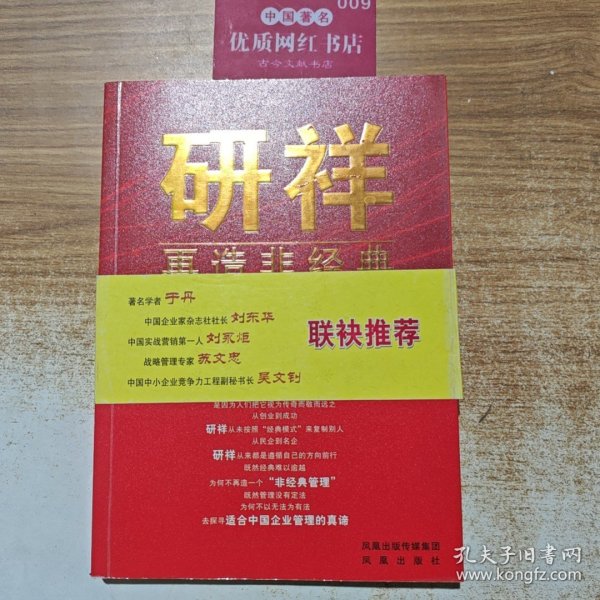 009
中国著名
优质网红书店
古今文献书店
研祥
再造非经典
著名学者 于丹
中国企业家杂志社社长 刘东华
中国实战营销第一人 刘永炬
战略管理专家 苏文忠
中国中小企业竞争力工程副秘书长 吴文钊
联袂推荐
是因为人们把它视为传奇而敬而远之
从创业到成功
研祥从未按照“经典模式”来复制别人
从民企到名企
研祥从来都是遵循自己的方向前行
既然经典难以逾越
为何不再造一个“非经典管理”
既然管理没有定法
为何不以无法为有法
去探寻适合中国企业管理的真谛
凤凰出版传媒集团
凤凰出版社
孔夫子旧书网
www.kongfz.com